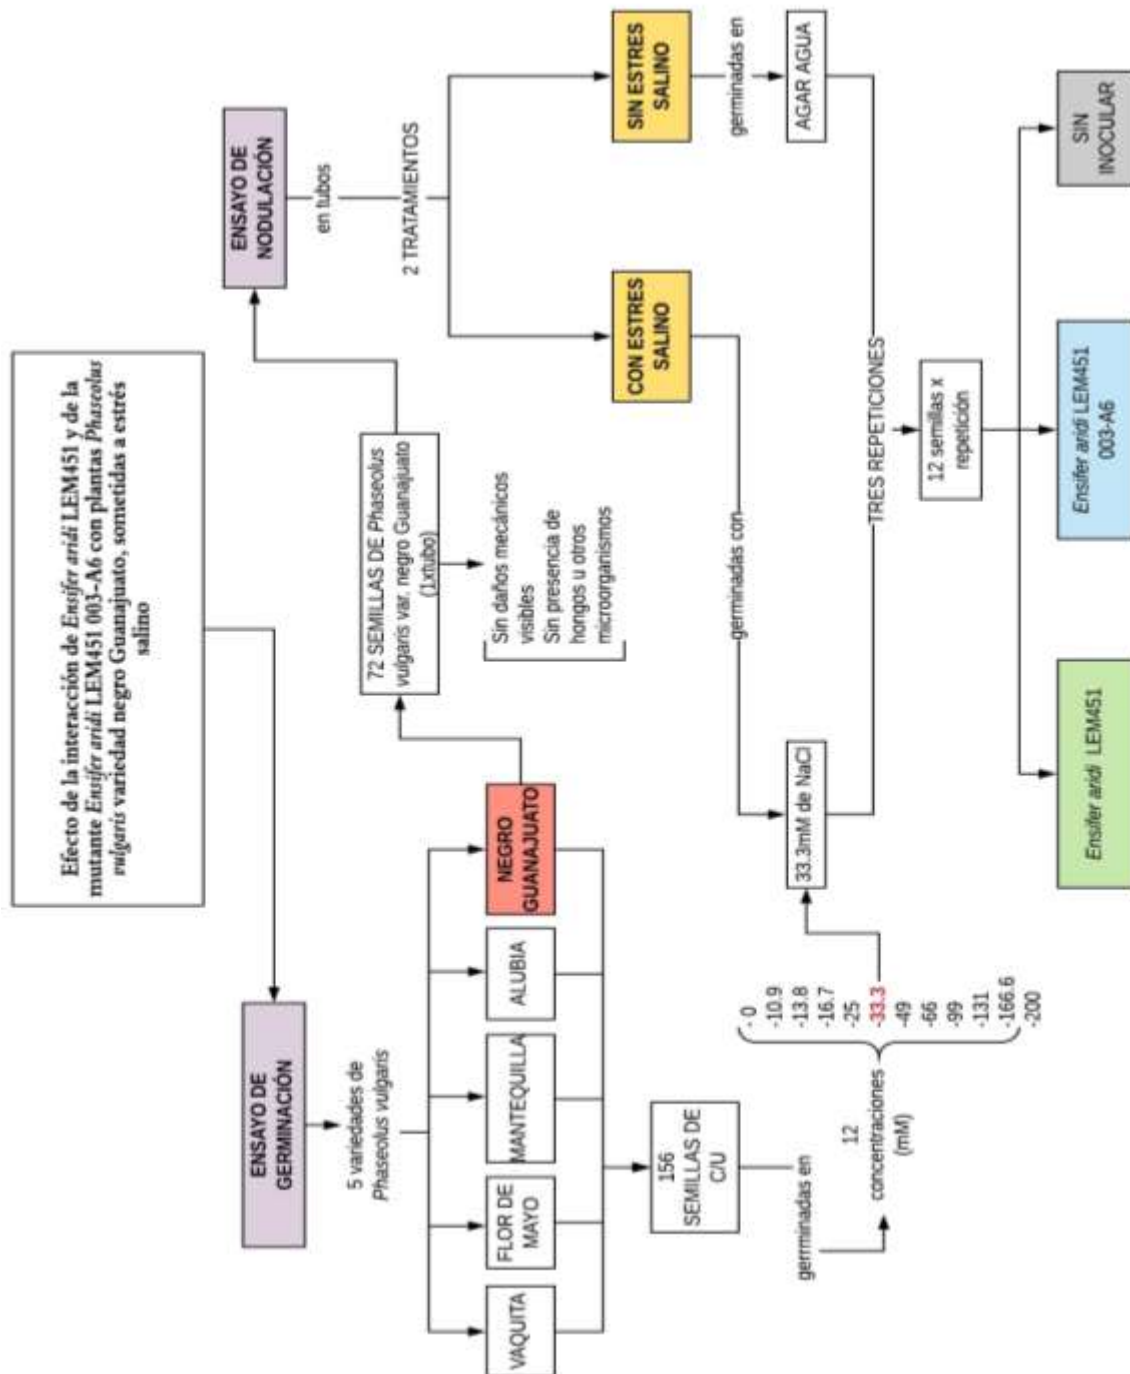 Efecto de la interacción de Ensifer aridi LEM451 y de la
mutante Ensifer aridi LEM451 003-A6 con plantas Phaseolus
vulgaris variedad negro Guanajuato, sometidas a estrés
salino
ENSAYO DE
GERMINACIÓN
5 variedades de
Phaseolus vulgaris
VAQUITA
FLOR DE
MAYO
MANTEQUILLA
ALUBIA
NEGRO
GUANAJUATO
156
SEMILLAS DE
C/U
gerrminadas en
12
concentraciones
(mM)
- 0
-10.9
-13.8
-16.7
-25
-33.3
-49
-66
-99
-131
-166.6
-200
72 SEMILLAS DE Phaseolus
vulgaris var. negro Guanajuato
(1xtubo)
Sin daños mecánicos
visibles
Sin presencia de
hongos u otros
microorganismos
ENSAYO DE
NODULACIÓN
en tubos
2 TRATAMIENTOS
CON ESTRES
SALINO
SIN ESTRES
SALINO
germinadas con
germinadas en
33.3mM de NaCl
AGAR AGUA
TRES REPETICIONES
12 semillas x
repetición
Ensifer aridi LEM451
Ensifer aridi LEM451
003-A6
SIN
INOCULAR